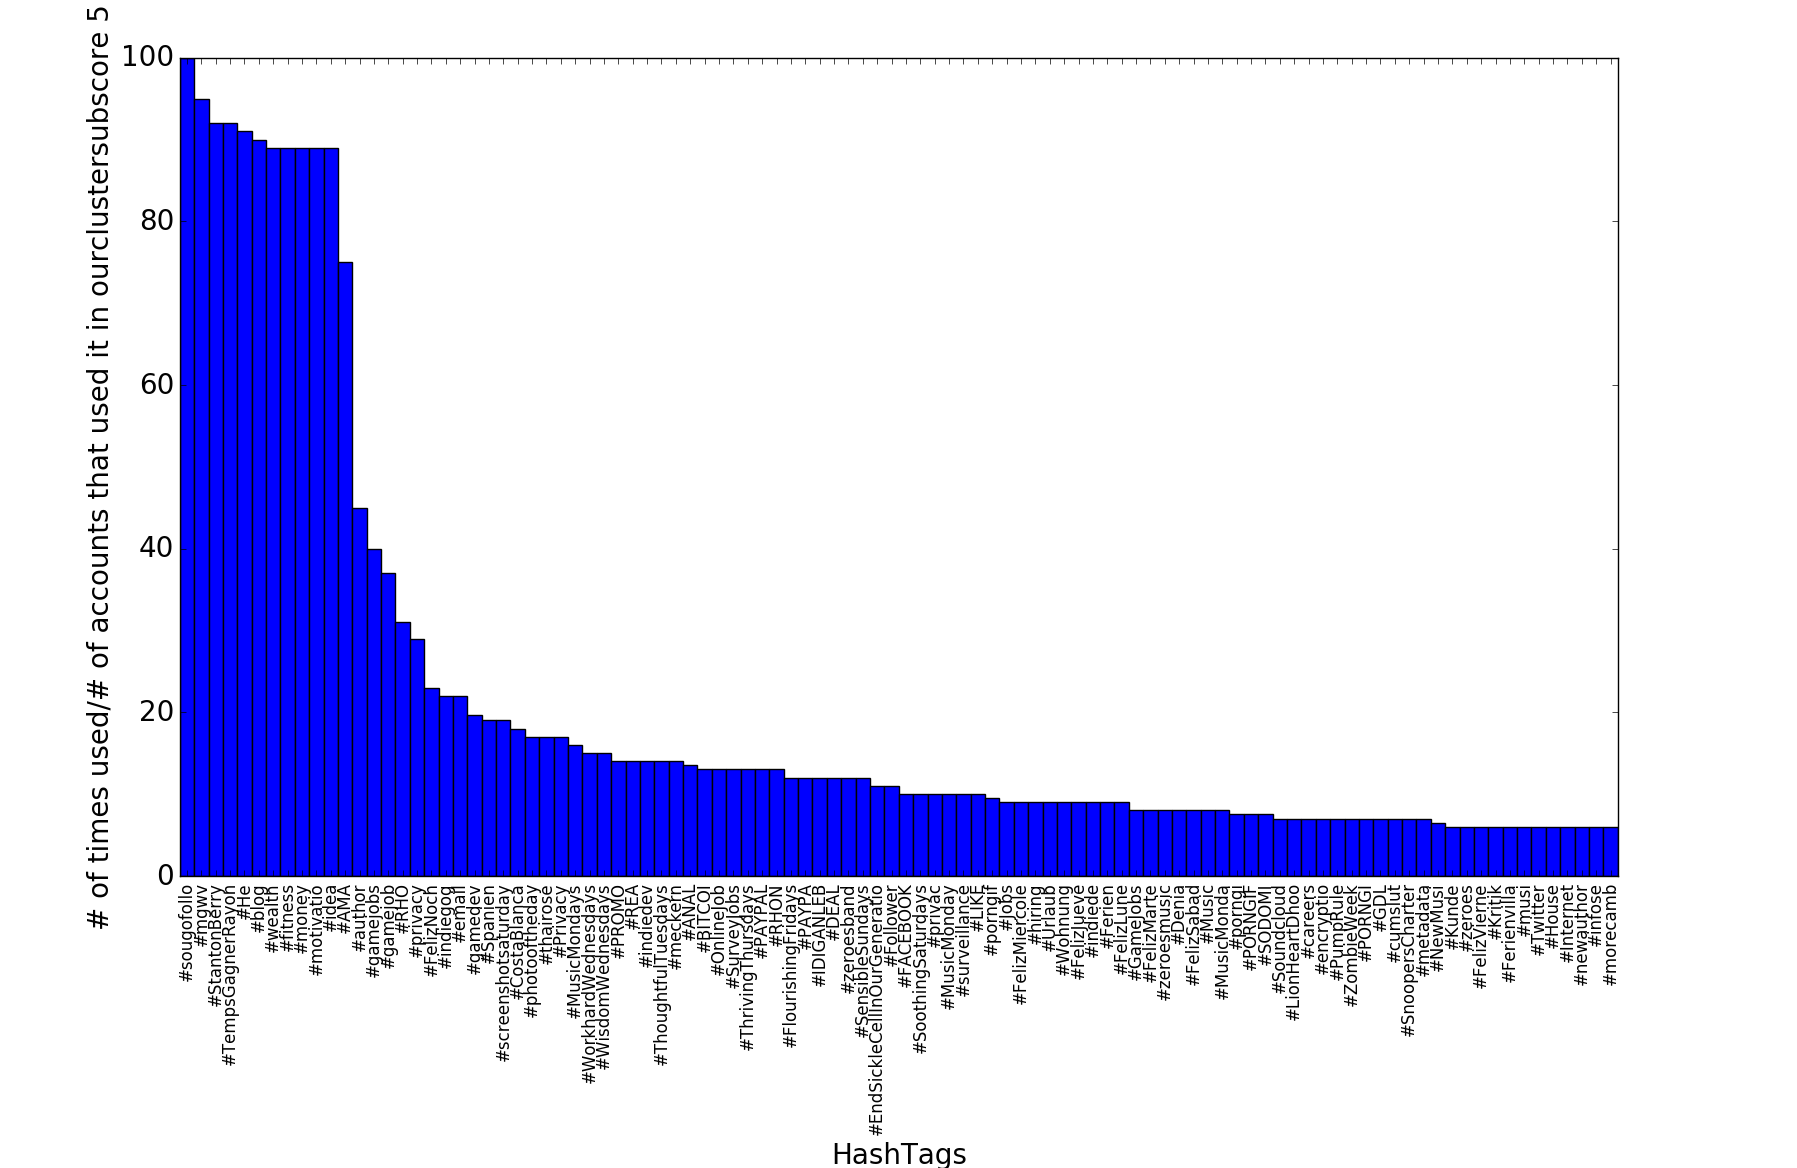 # of times used/# of accounts that used it in ourclustersubscore 5
100
80
60
40
20
0
#sougofollo
#mgwv
#StantonBerry
#TempsGagnerRayon
#He
#blog
#wealth
#fitness
#money
#motivatio
#idea
#AMA
#author
#gamejobs
#gamejob
#RHO
#privacy
#FelizNoch
#indiegog
#email
#gamedev
#Spanien
#screenshotsaturday
#CostaBlanca
#photooftheday
#thairose
#Privacy
#MusicMondays
#WorkhardWednesdays
#WisdomWednesdays
#PROMO
#REA
#indiedev
#ThoughtfulTuesdays
#meckern
#ANAL
#BITCOI
#OnlineJob
#SurveyJobs
#ThrivingThursdays
#PAYPAL
#RHON
#FlourishingFridays
#PAYPA
#IDIGANLEB
#DEAL
#zeroesband
#SensibleSundays
#EndSickleCellInOurGeneratio
#Follower
#FACEBOOK
#SoothingSaturdays
#privac
#MusicMonday
#surveillance
#LIKE
#porngif
#Jobs
#FelizMiercole
#hiring
#Urlaub
#Wohnung
#FelizJueve
#indiede
#Ferien
#FelizLune
#GameJobs
#FelizMarte
#zeroesmusic
#Denia
#FelizSabad
#Music
#MusicMonda
#porngi
#PORNGIF
#SODOMI
#Soundcloud
#LionHeartDhoo
#careers
#encryptio
#PumpRule
#ZombieWeek
#PORNGI
#GDL
#cumslut
#SnoopersCharter
#metadata
#NewMusi
#Kunde
#zeroes
#FelizVierne
#Kritik
#Ferienvilla
#musi
#Twitter
#House
#Internet
#newauthor
#infose
#morecamb
HashTags